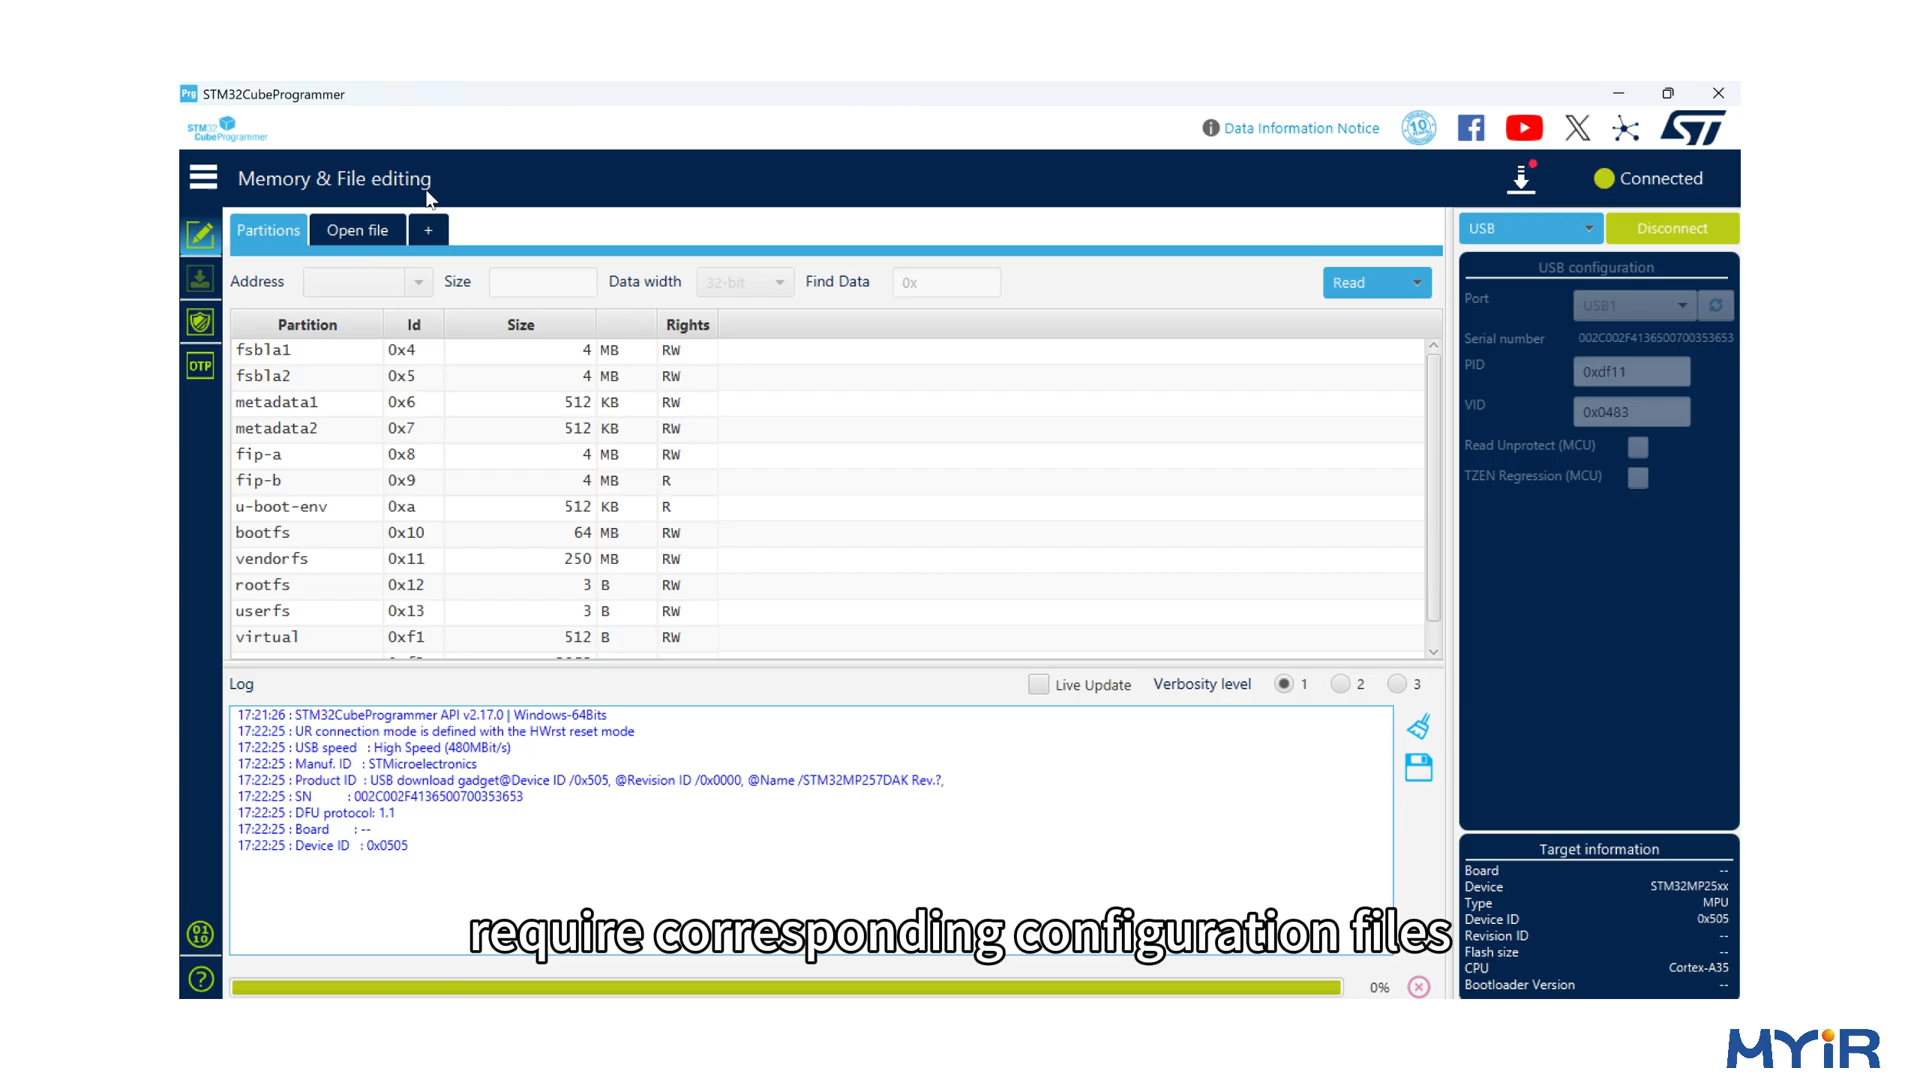 Prg STM32CubeProgrammer
STM32 CubeProgrammer
Data Information Notice
10
ST
Memory & File editing
Connected
Partitions Open file +
USB Disconnect
Address Size Data width 32-bit Find Data 0x Read
USB configuration
Port USB1
Serial number 002C002F4136500700353653
PID 0xdf11
VID 0x0483
Read Unprotect (MCU)
TZEN Regression (MCU)
OTP
Partition Id Size Rights
fsbla1 0x4 4 MB RW
fsbla2 0x5 4 MB RW
metadata1 0x6 512 KB RW
metadata2 0x7 512 KB RW
fip-a 0x8 4 MB RW
fip-b 0x9 4 MB R
u-boot-env 0xa 512 KB R
bootfs 0x10 64 MB RW
vendorfs 0x11 250 MB RW
rootfs 0x12 3 B RW
userfs 0x13 3 B RW
virtual 0xf1 512 B RW
Log Live Update Verbosity level 1 2 3
17:21:26 : STM32CubeProgrammer API v2.17.0 | Windows-64Bits
17:22:25 : UR connection mode is defined with the HWrst reset mode
17:22:25 : USB speed : High Speed (480MBit/s)
17:22:25 : Manuf. ID : STMicroelectronics
17:22:25 : Product ID : USB download gadget@Device ID /0x505, @Revision ID /0x0000, @Name /STM32MP257DAK Rev.?,
17:22:25 : SN : 002C002F4136500700353653
17:22:25 : DFU protocol: 1.1
17:22:25 : Board : --
17:22:25 : Device ID : 0x0505
Target information
Board --
Device STM32MP25xx
Type MPU
Device ID 0x505
Revision ID --
Flash size --
CPU Cortex-A35
Bootloader Version --
require corresponding configuration files
01
10
?
0%
MYiR